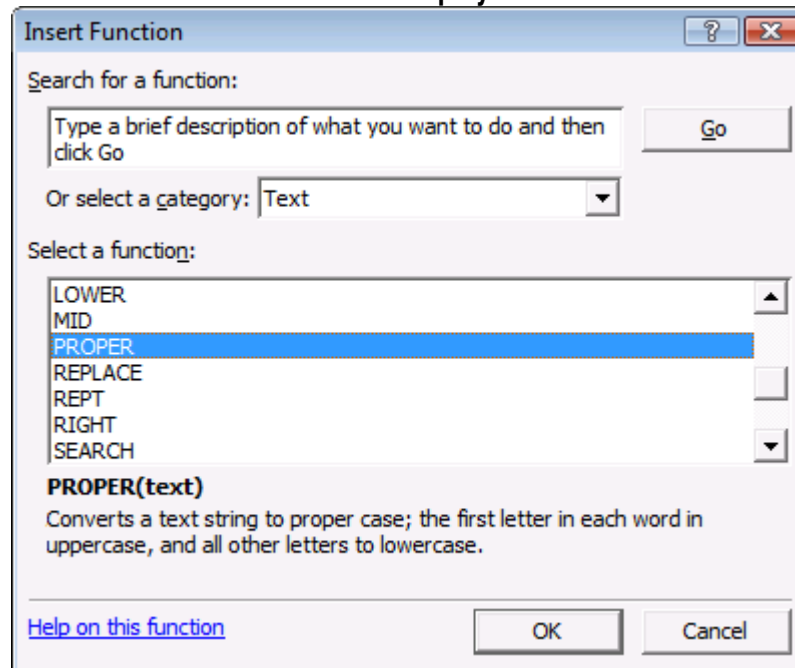 Insert Function
Search for a function:
Type a brief description of what you want to do and then
click Go
Go
Or select a category: Text
Select a function:
LOWER
MID
PROPER
REPLACE
REPT
RIGHT
SEARCH
PROPER(text)
Converts a text string to proper case; the first letter in each word in
uppercase, and all other letters to lowercase.
Help on this function
OK
Cancel